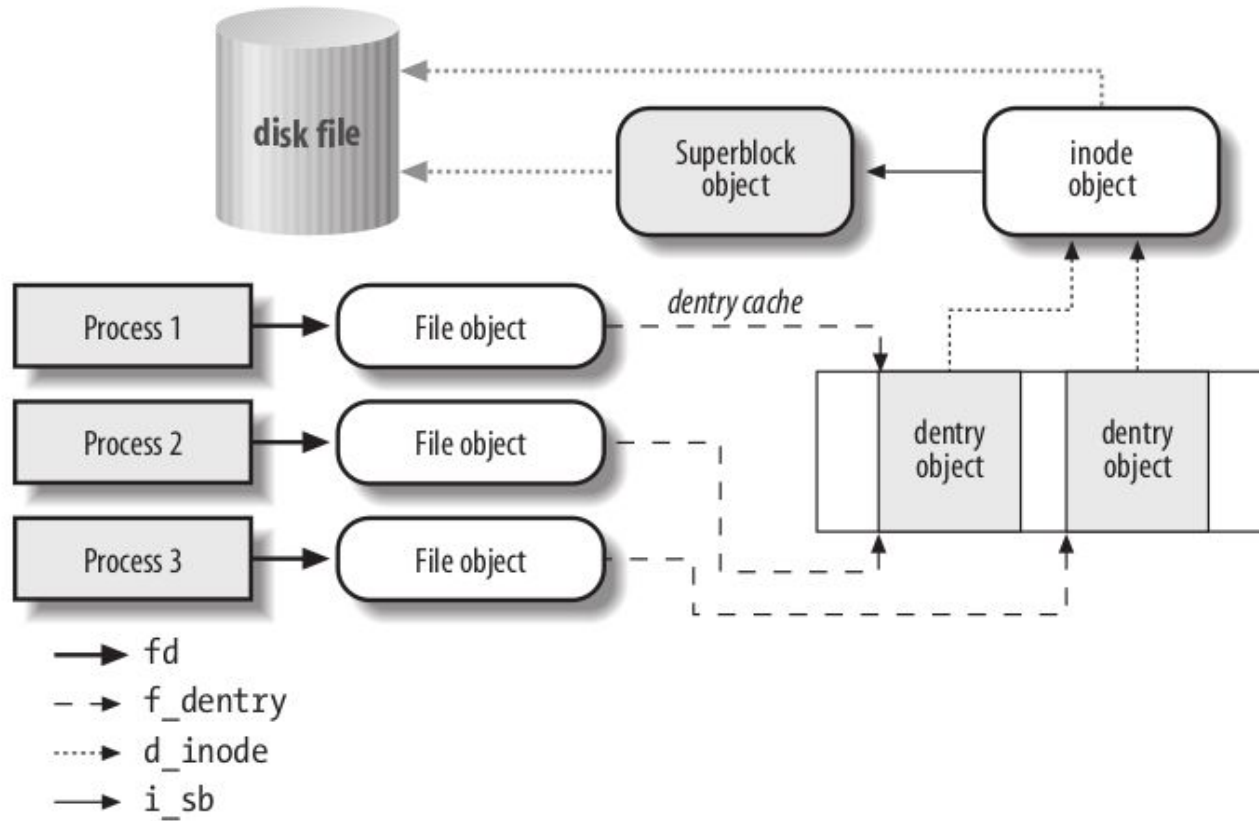 disk file
Superblock
object
inode
object
Process 1
File object
dentry cache
Process 2
File object
dentry
object
dentry
object
Process 3
File object
fd
f_dentry
d_inode
i_sb